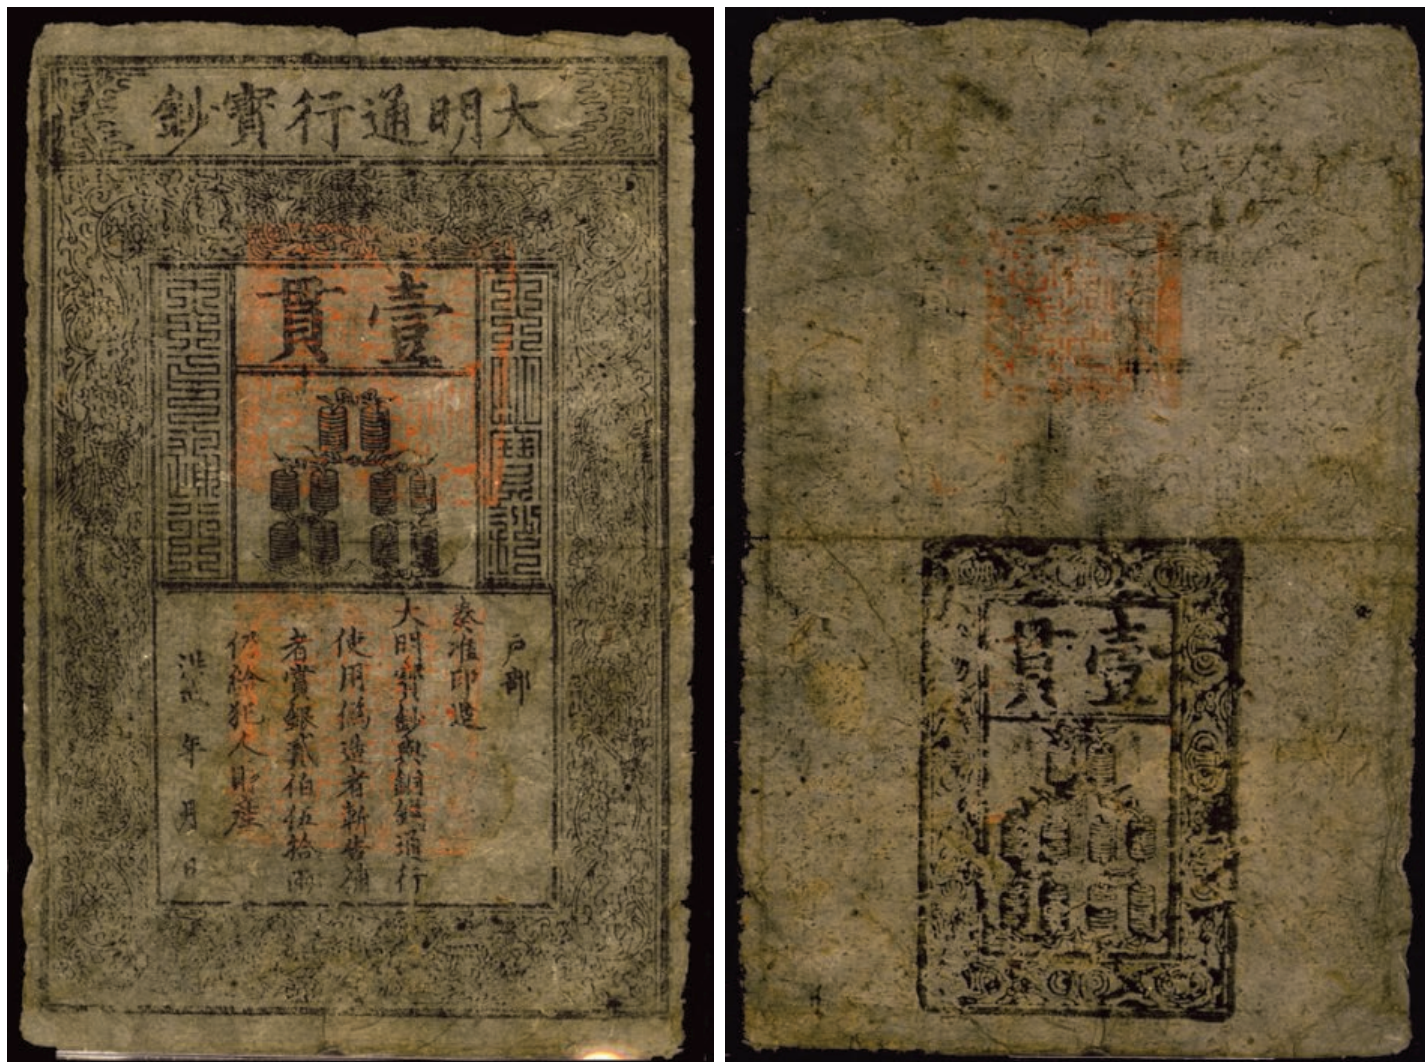 大明通行寶鈔
壹貫
戶部
奏准印造
大明寶鈔與銅錢通行
使用偽造者斬告捕
者賞銀貳伯伍拾兩
仍給犯人財產
洪武 年 月 日
壹貫